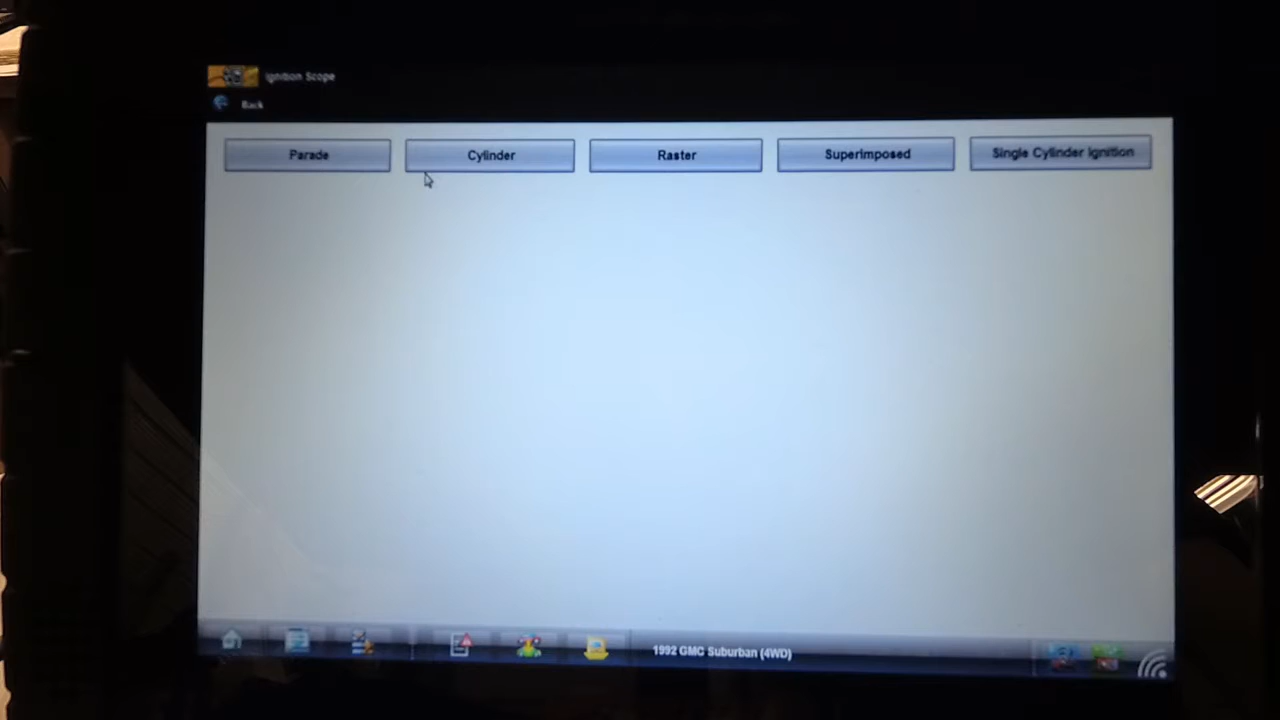 Ignition Scope
Back
Parade
Cylinder
Raster
Superimposed
Single Cylinder Ignition
1992 GMC Suburban (4WD)